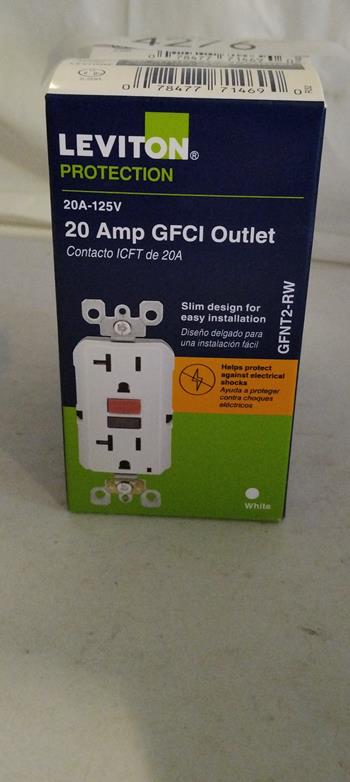 42/6
0 78477 71469 0
LEVITON®
PROTECTION
20A-125V
20 Amp GFCI Outlet
Contacto ICFT de 20A
Slim design for
easy installation
Diseño delgado para
una instalación fácil
GFNT2-RW
Helps protect
against electrical
shocks
Ayuda a proteger
contra choques
eléctricos
White